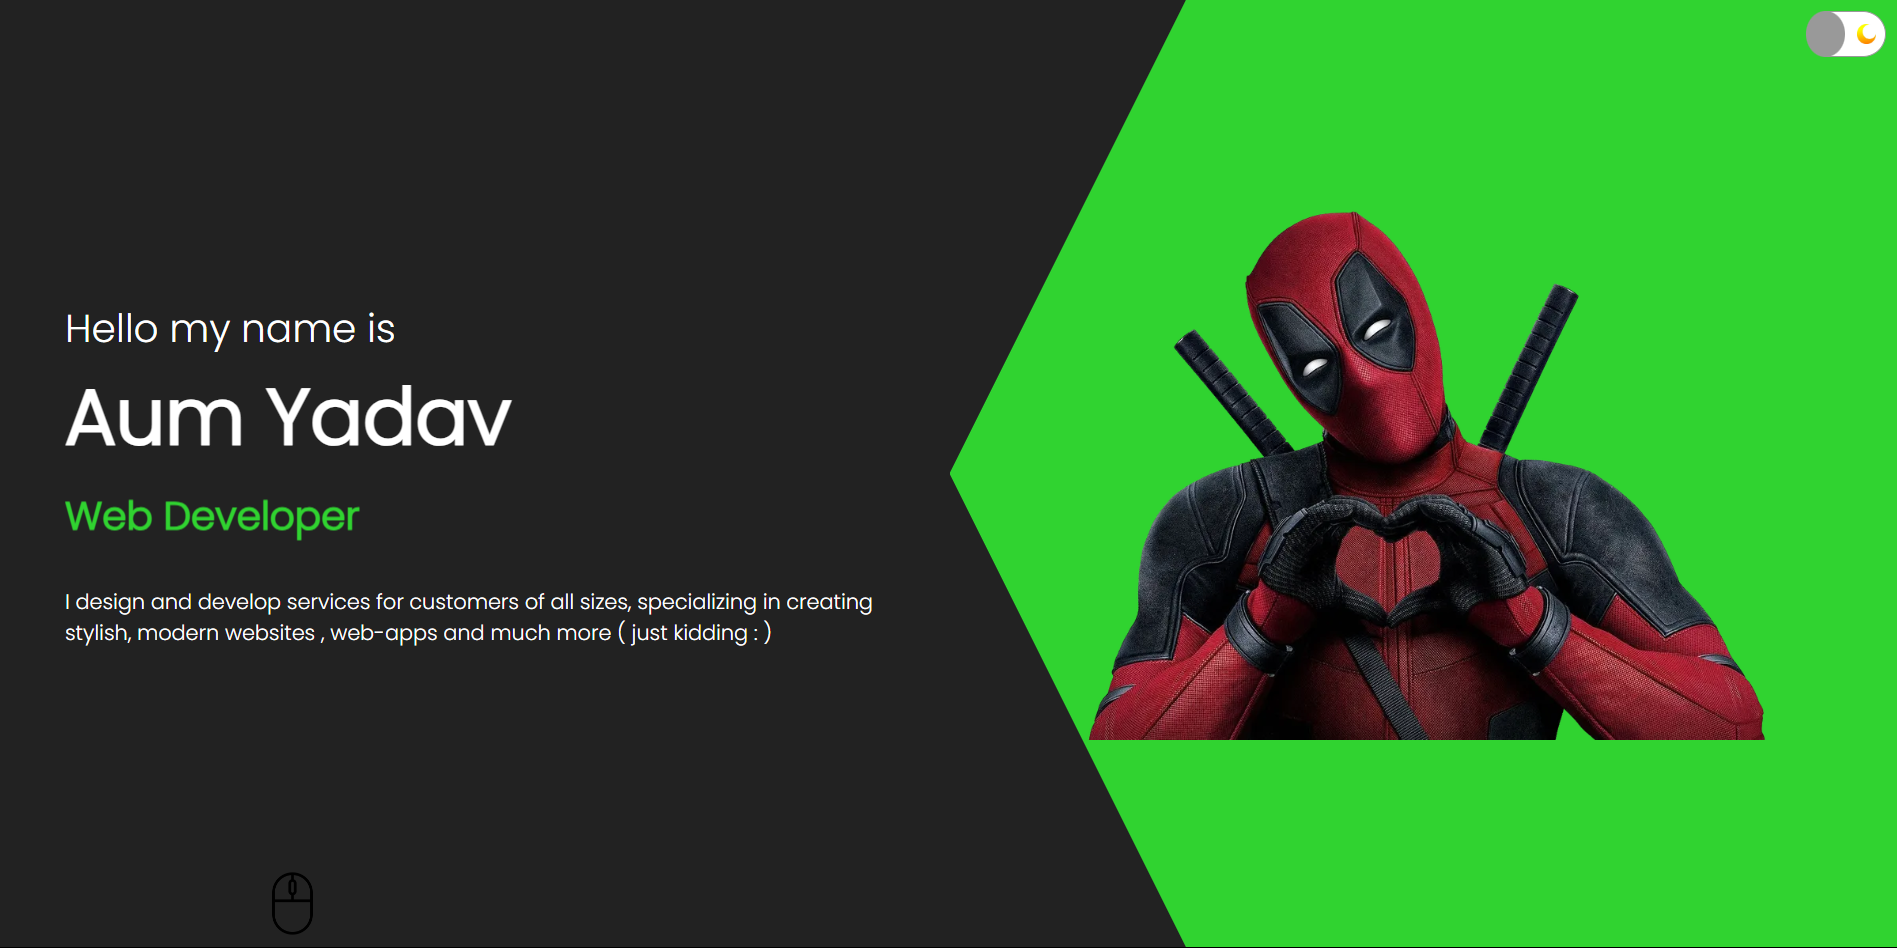 Hello my name is
Aum Yadav
Web Developer
I design and develop services for customers of all sizes, specializing in creating
stylish, modern websites , web-apps and much more ( just kidding : )